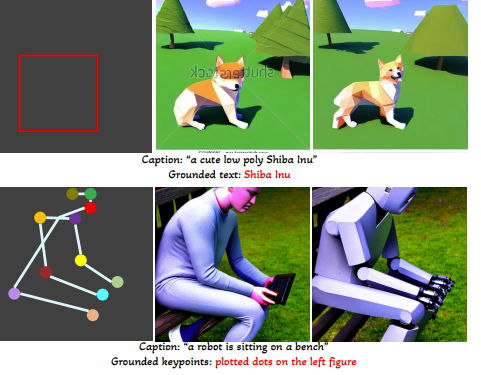 shutterstock
Caption: "a cute low poly Shiba Inu"
Grounded text: Shiba Inu
Caption: "a robot is sitting on a bench"
Grounded keypoints: plotted dots on the left figure